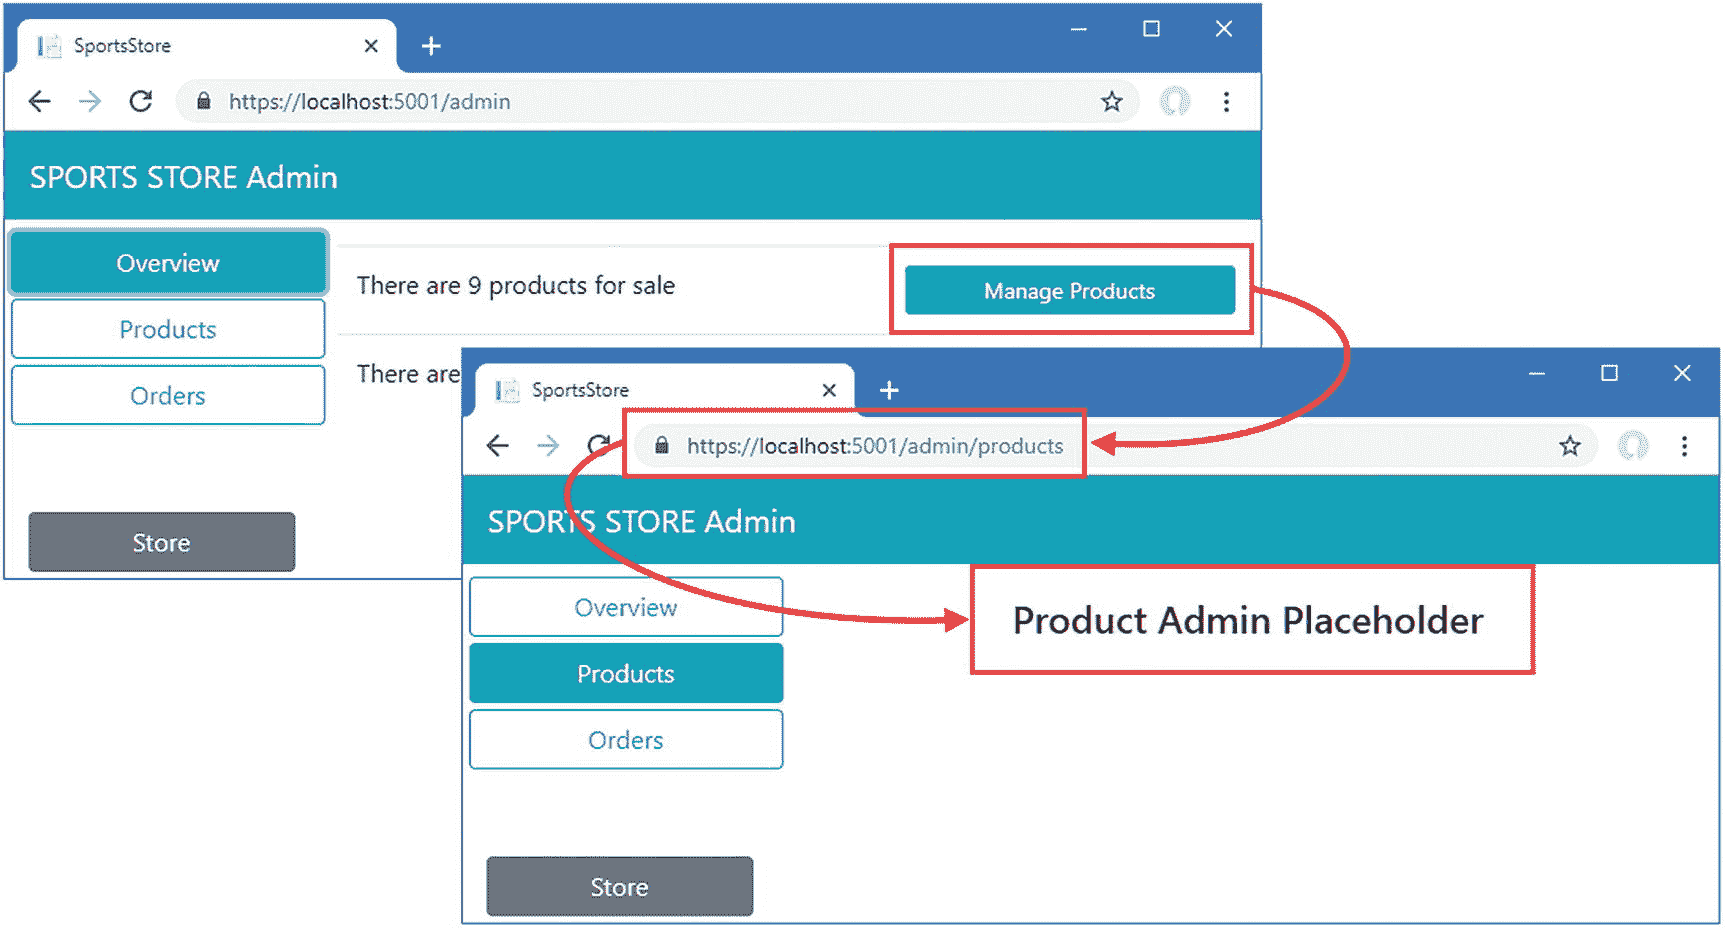 SportsStore
https://localhost:5001/admin
SPORTS STORE Admin
Overview
Products
Orders
Store
There are 9 products for sale
Manage Products
There are
SportsStore
https://localhost:5001/admin/products
SPORTS STORE Admin
Overview
Products
Orders
Store
Product Admin Placeholder